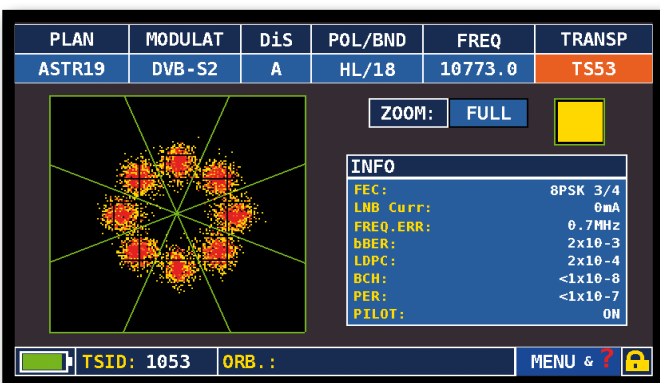 PLAN MODULAT DiS POL/BND FREQ TRANSP
ASTR19 DVB-S2 A HL/18 10773.0 TS53
ZOOM: FULL
INFO
FEC: 8PSK 3/4
LNB Curr: 0mA
FREQ.ERR: 0.7MHz
bBER: 2x10-3
LDPC: 2x10-4
BCH: <1x10-8
PER: <1x10-7
PILOT: ON
TSID: 1053 ORB.: MENU & ?